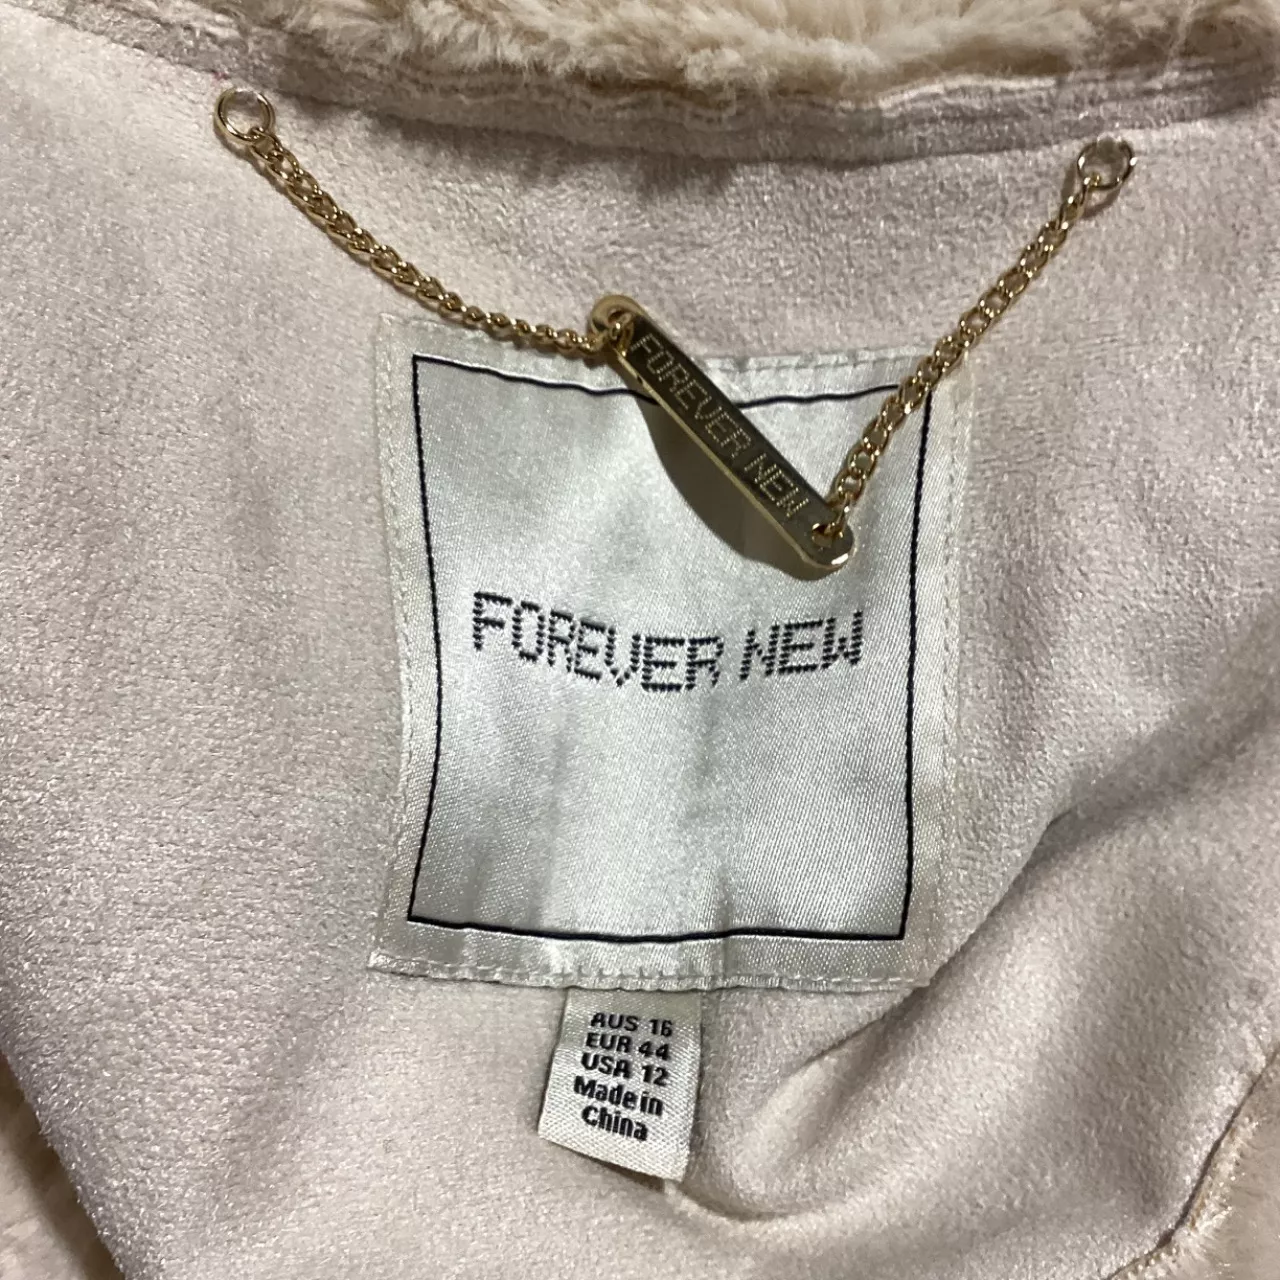 FOREVER NEW
FOREVER NEW
AUS 16
EUR 44
USA 12
Made in
China